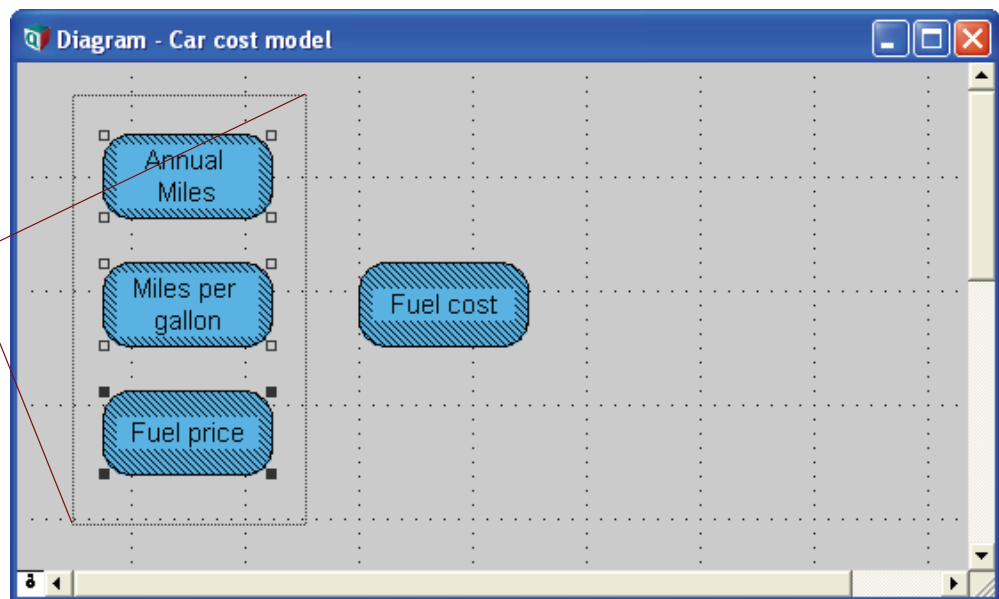 Diagram - Car cost model
Annual
Miles
Miles per
gallon
Fuel cost
Fuel price